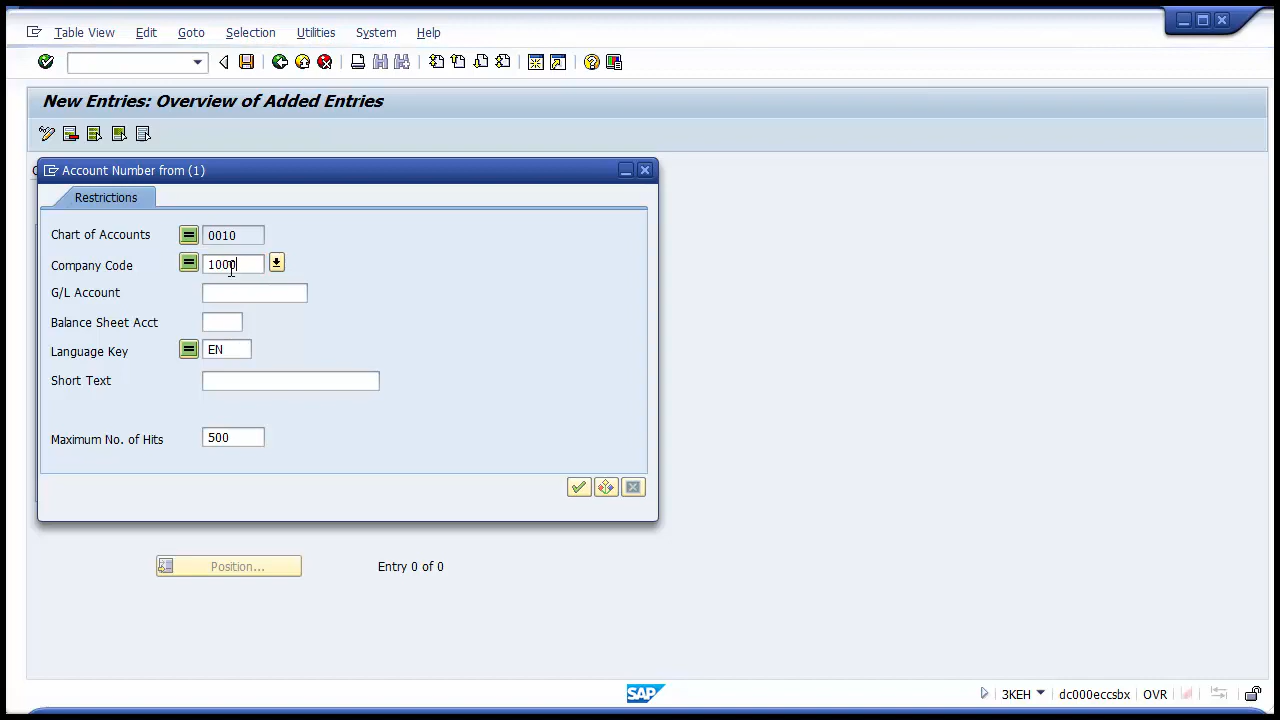 Table View Edit Goto Selection Utilities System Help
New Entries: Overview of Added Entries
Account Number from (1)
Restrictions
Chart of Accounts 0010
Company Code 1000
G/L Account
Balance Sheet Acct
Language Key EN
Short Text
Maximum No. of Hits 500
Position... Entry 0 of 0
SAP 3KEH dc000eccsbx OVR